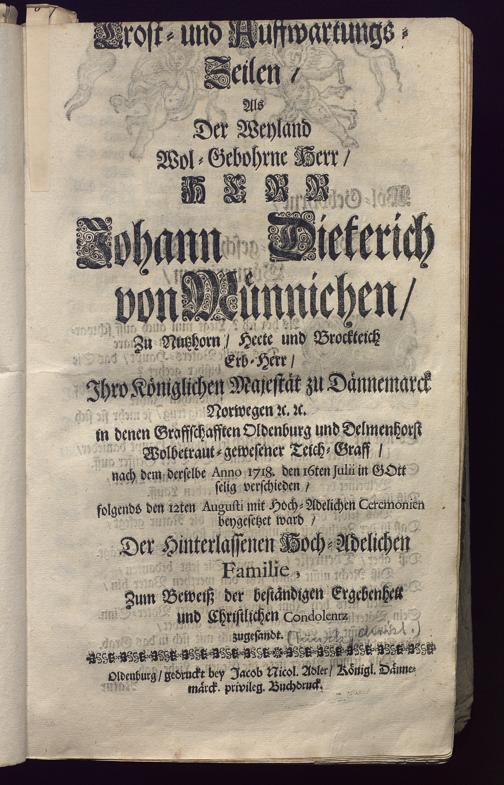 Trost- und Auffwartungs-
Zeilen /
Als
Der Weyland
Wol-Gebohrne Herr /
HERR
Johann Dieterich
von Münnichen /
Zu Nutzhorn / Hecte und Brockteich
Erb-Herr /
Ihro Königlichen Majestät zu Dännemarck
Norwegen ꝛc. ꝛc.
in denen Graffschafften Oldenburg und Delmenhorst
Wolbetraut-gewesener Teich-Graff /
nach dem derselbe Anno 1718. den 16ten Julii in GOtt
selig verschieden /
folgends den 12ten Augusti mit Hoch-Adelichen Ceremonien
beygesetzet ward /
Der Hinterlassenen Hoch-Adelichen
Familie,
Zum Beweiß der beständigen Ergebenheit
und Christlichen Condolentz
zugesandt.
Oldenburg / gedruckt bey Jacob Nicol. Adler / Königl. Dänne-
märck. privileg. Buchdruck.